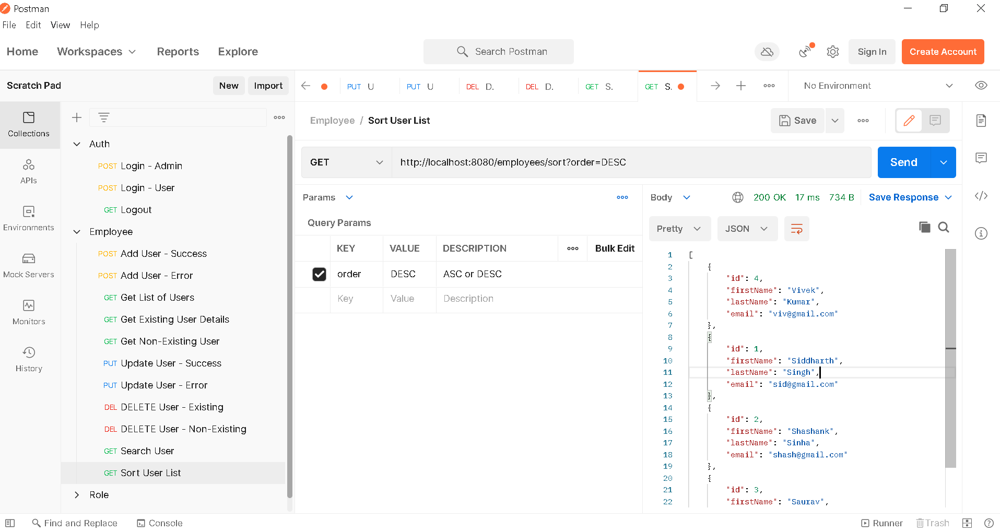 Postman
File Edit View Help
Home Workspaces Reports Explore Search Postman Sign In Create Account
Scratch Pad New Import
PUT U PUT U DEL D. DEL D. GET S. GET S. No Environment
Collections
APIs
Environments
Mock Servers
Monitors
History
Auth
POST Login - Admin
POST Login - User
GET Logout
Employee
POST Add User - Success
POST Add User - Error
GET Get List of Users
GET Get Existing User Details
GET Get Non-Existing User
PUT Update User - Success
PUT Update User - Error
DEL DELETE User - Existing
DEL DELETE User - Non-Existing
GET Search User
GET Sort User List
Role
Employee / Sort User List Save
GET http://localhost:8080/employees/sort?order=DESC Send
Params
Query Params
KEY VALUE DESCRIPTION Bulk Edit
order DESC ASC or DESC
Key Value Description
Body 200 OK 17 ms 734 B Save Response
Pretty JSON
1 [
2 {
3 "id": 4,
4 "firstName": "Vivek",
5 "lastName": "Kumar",
6 "email": "viv@gmail.com"
7 },
8 {
9 "id": 1,
10 "firstName": "Siddharth",
11 "lastName": "Singh",
12 "email": "sid@gmail.com"
13 },
14 {
15 "id": 2,
16 "firstName": "Shashank",
17 "lastName": "Sinha",
18 "email": "shash@gmail.com"
19 },
20 {
21 "id": 3,
22 "firstName": "Saurav",
Find and Replace Console Runner Trash